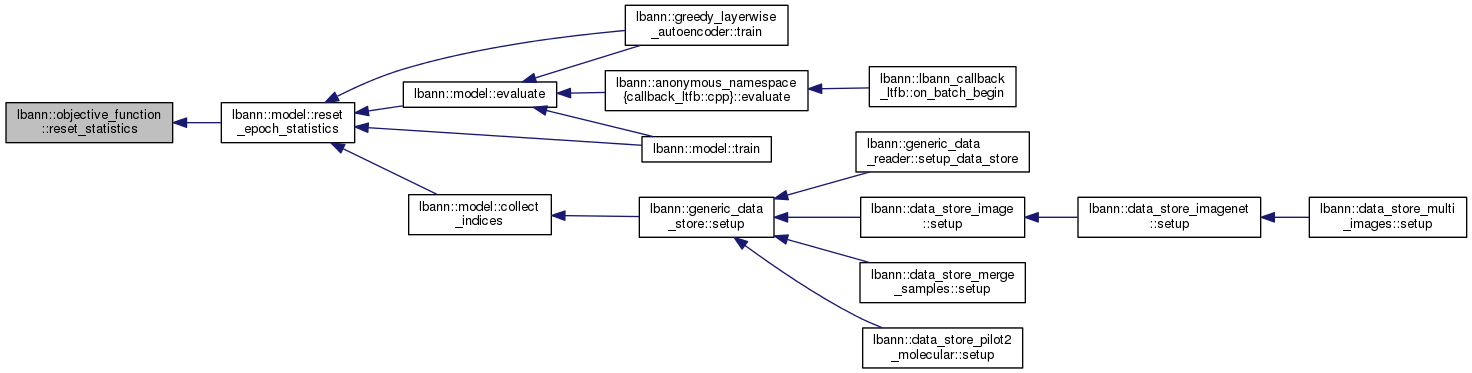 lbann::objective_function
::reset_statistics
lbann::model::reset
_epoch_statistics
lbann::greedy_layerwise
_autoencoder::train
lbann::model::evaluate
lbann::anonymous_namespace
{callback_ltfb::cpp}::evaluate
lbann::lbann_callback
_ltfb::on_batch_begin
lbann::model::train
lbann::model::collect
_indices
lbann::generic_data
_store::setup
lbann::generic_data
_reader::setup_data_store
lbann::data_store_image
::setup
lbann::data_store_imagenet
::setup
lbann::data_store_multi
_images::setup
lbann::data_store_merge
_samples::setup
lbann::data_store_pilot2
_molecular::setup